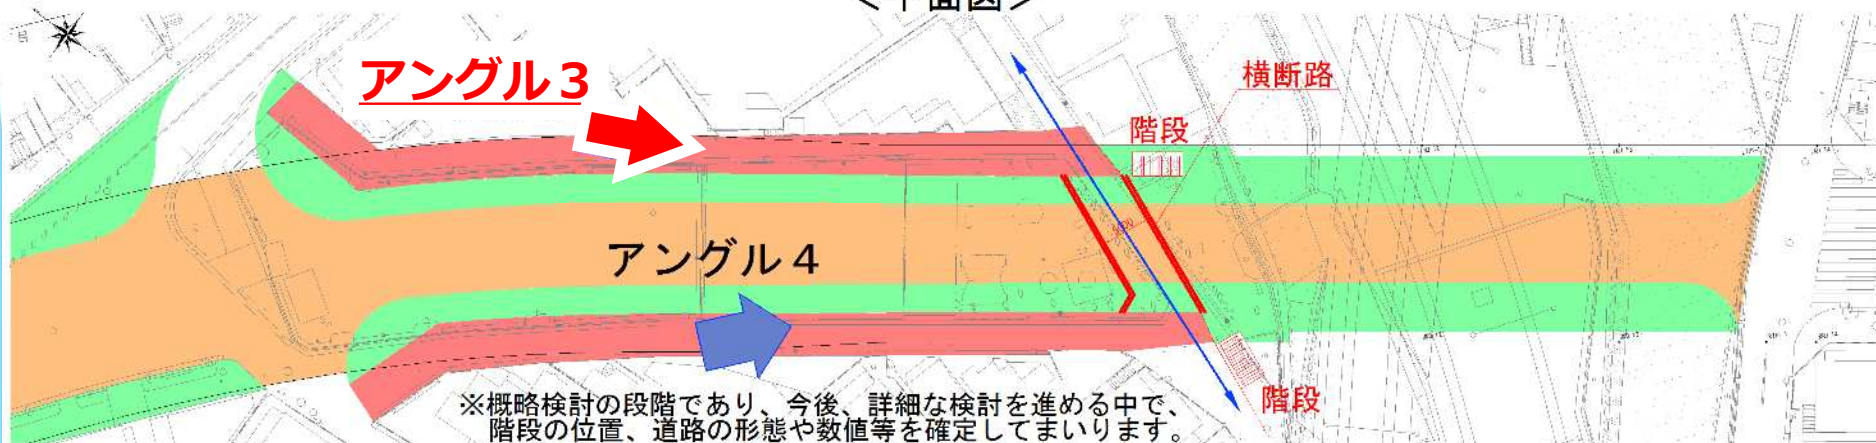 <平面図>
アングル3
横断路
階段
アングル4
階段
※概略検討の段階であり、今後、詳細な検討を進める中で、
階段の位置、道路の形態や数値等を確定してまいります。